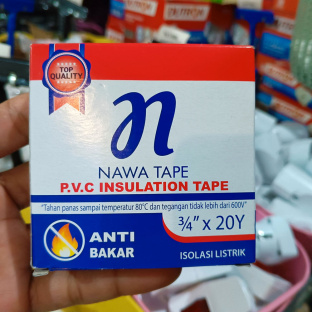 TOP
QUALITY
n
NAWA TAPE
P.V.C INSULATION TAPE
"Tahan panas sampai temperatur 80°C dan tegangan tidak lebih dari 600V"
¾" x 20Y
ANTI
BAKAR
ISOLASI LISTRIK